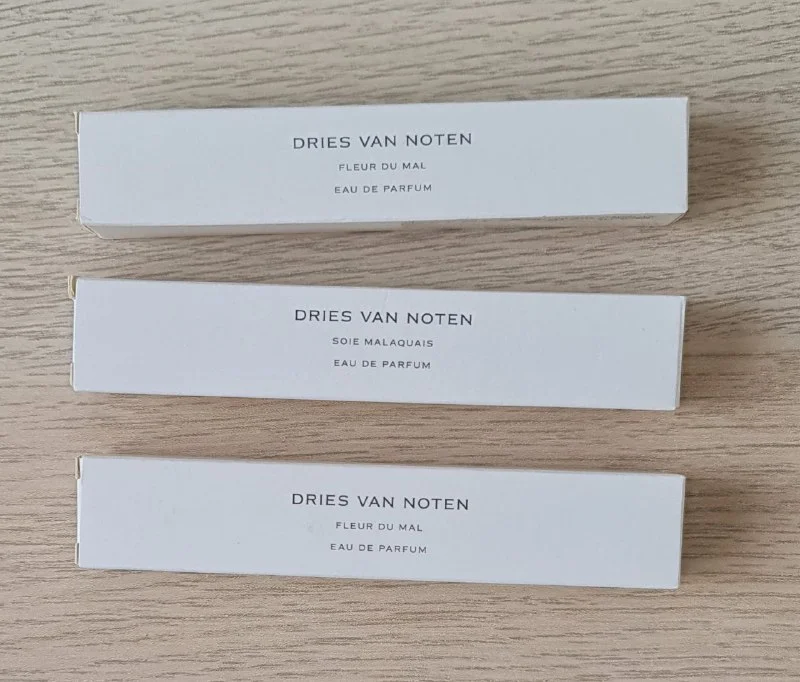 DRIES VAN NOTEN
FLEUR DU MAL
EAU DE PARFUM
DRIES VAN NOTEN
SOIE MALAQUAIS
EAU DE PARFUM
DRIES VAN NOTEN
FLEUR DU MAL
EAU DE PARFUM